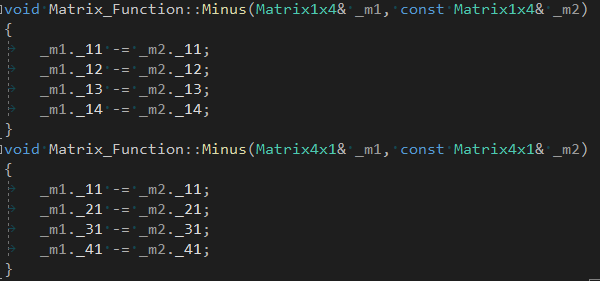 void Matrix_Function::Minus(Matrix1x4& _m1, const Matrix1x4& _m2)
{
_m1._11 -= _m2._11;
_m1._12 -= _m2._12;
_m1._13 -= _m2._13;
_m1._14 -= _m2._14;
}
void Matrix_Function::Minus(Matrix4x1& _m1, const Matrix4x1& _m2)
{
_m1._11 -= _m2._11;
_m1._21 -= _m2._21;
_m1._31 -= _m2._31;
_m1._41 -= _m2._41;
}